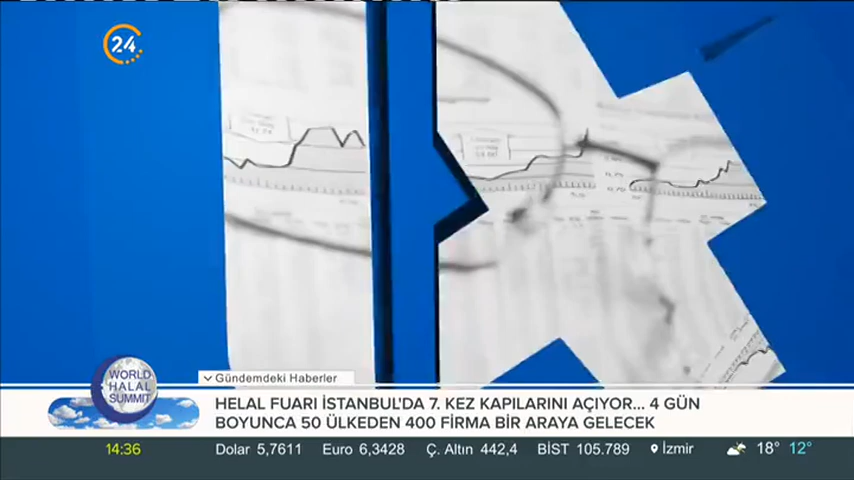 24
WORLD
HALAL
SUMMIT
Gündemdeki Haberler
HELAL FUARI İSTANBUL'DA 7. KEZ KAPILARINI AÇIYOR... 4 GÜN
BOYUNCA 50 ÜLKEDEN 400 FİRMA BİR ARAYA GELECEK
14:36 Dolar 5,7611 Euro 6,3428 Ç. Altın 442,4 BİST 105.789 İzmir 18° 12°